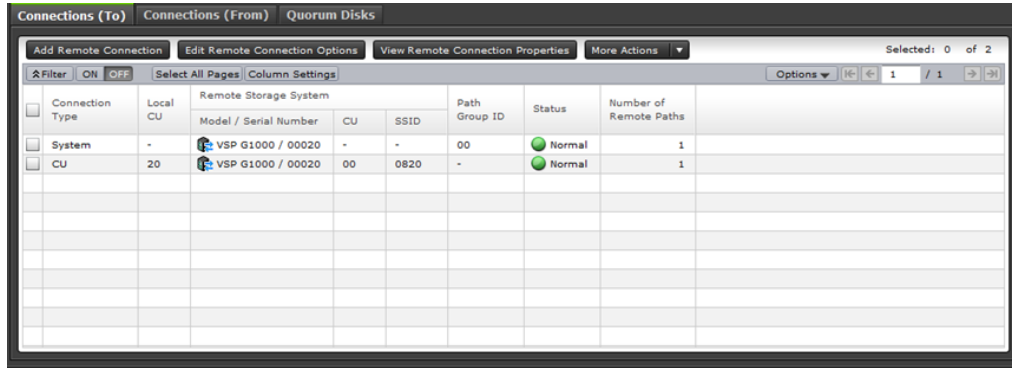 Connections (To) Connections (From) Quorum Disks
Add Remote Connection Edit Remote Connection Options View Remote Connection Properties More Actions Selected: 0 of 2
Filter ON OFF Select All Pages Column Settings Options 1 / 1
Connection Type Local CU Remote Storage System Path Group ID Status Number of Remote Paths
Model / Serial Number CU SSID
System - VSP G1000 / 00020 - - 00 Normal 1
CU 20 VSP G1000 / 00020 00 0820 - Normal 1